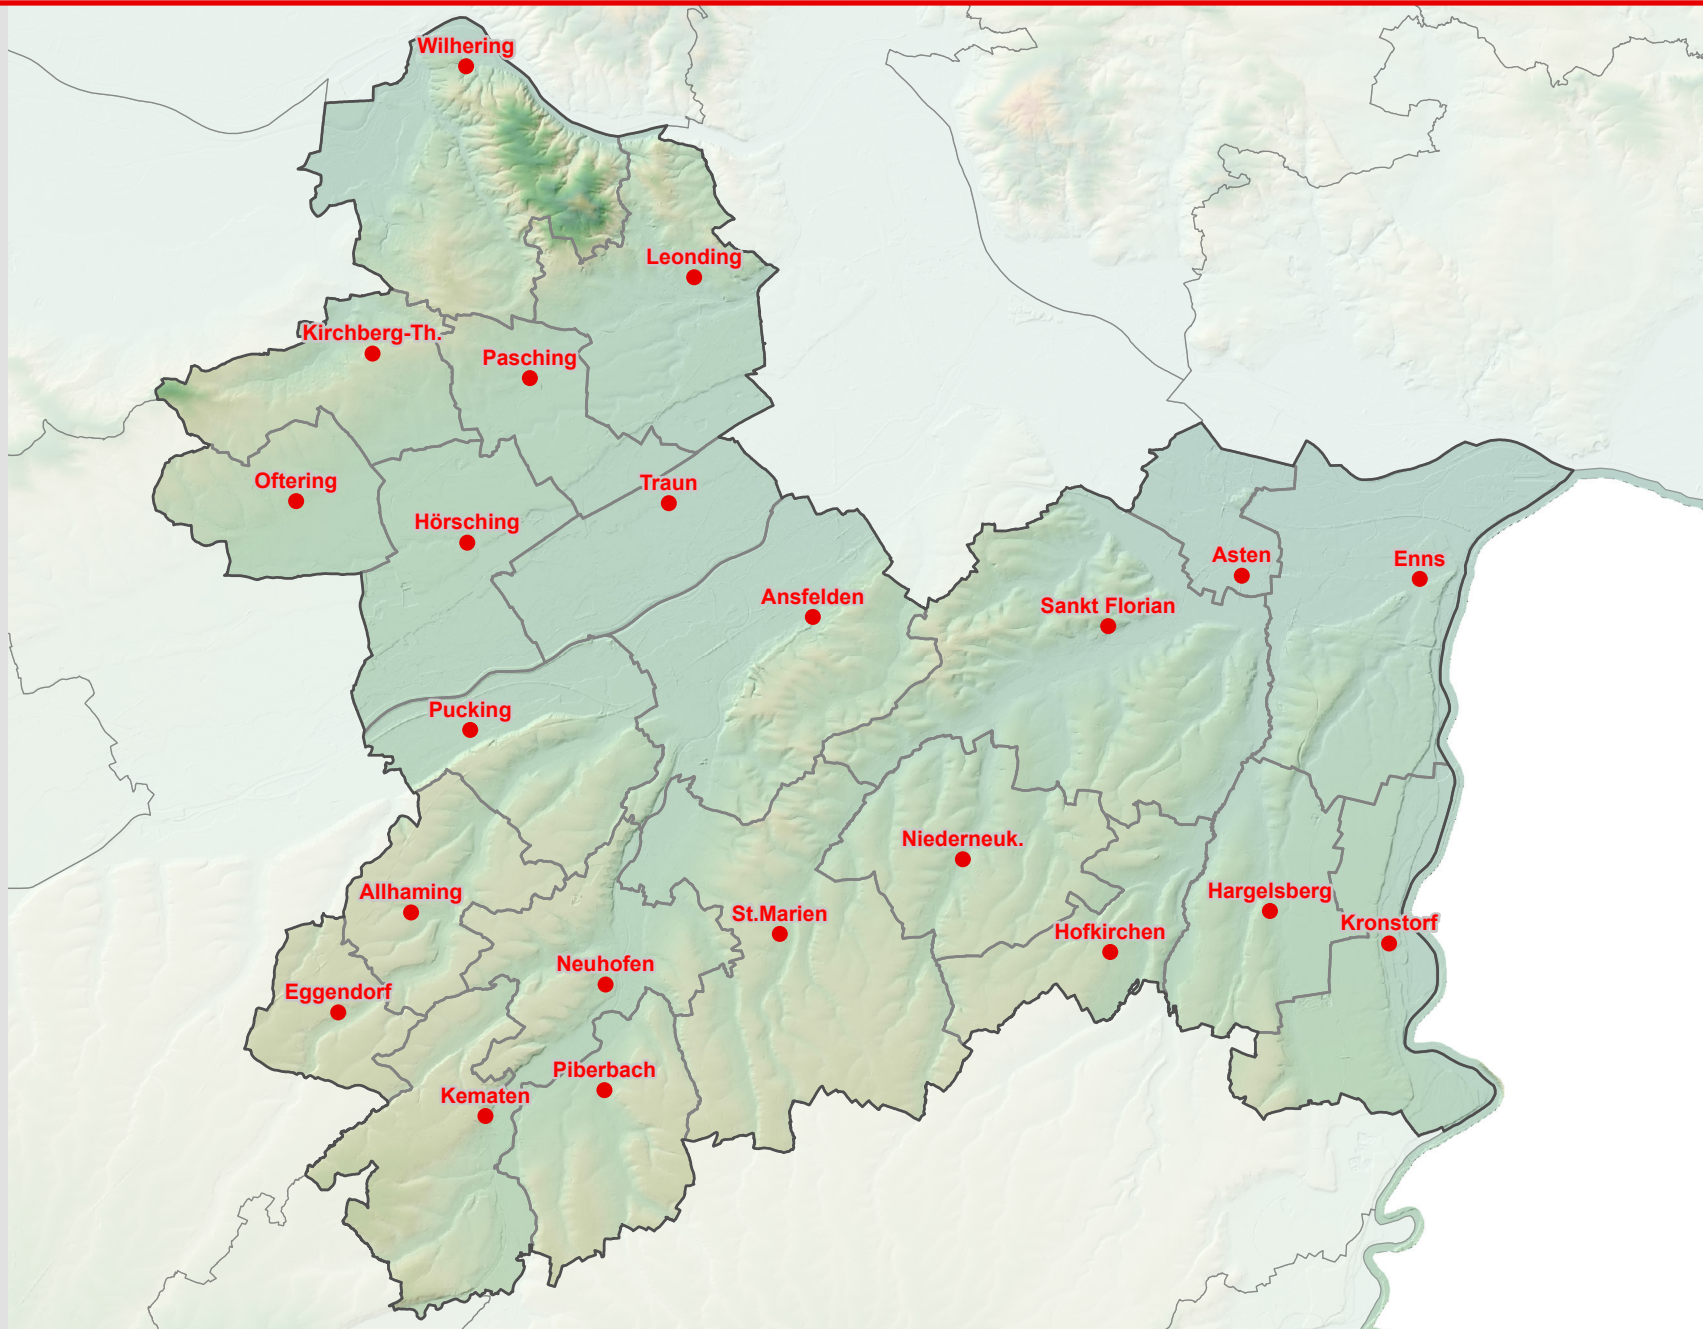 Wilhering
Leonding
Kirchberg-Th.
Pasching
Oftering
Traun
Hörsching
Asten
Enns
Ansfelden
Sankt Florian
Pucking
Niederneuk.
Allhaming
Hargelsberg
St.Marien
Kronstorf
Hofkirchen
Neuhofen
Eggendorf
Piberbach
Kematen